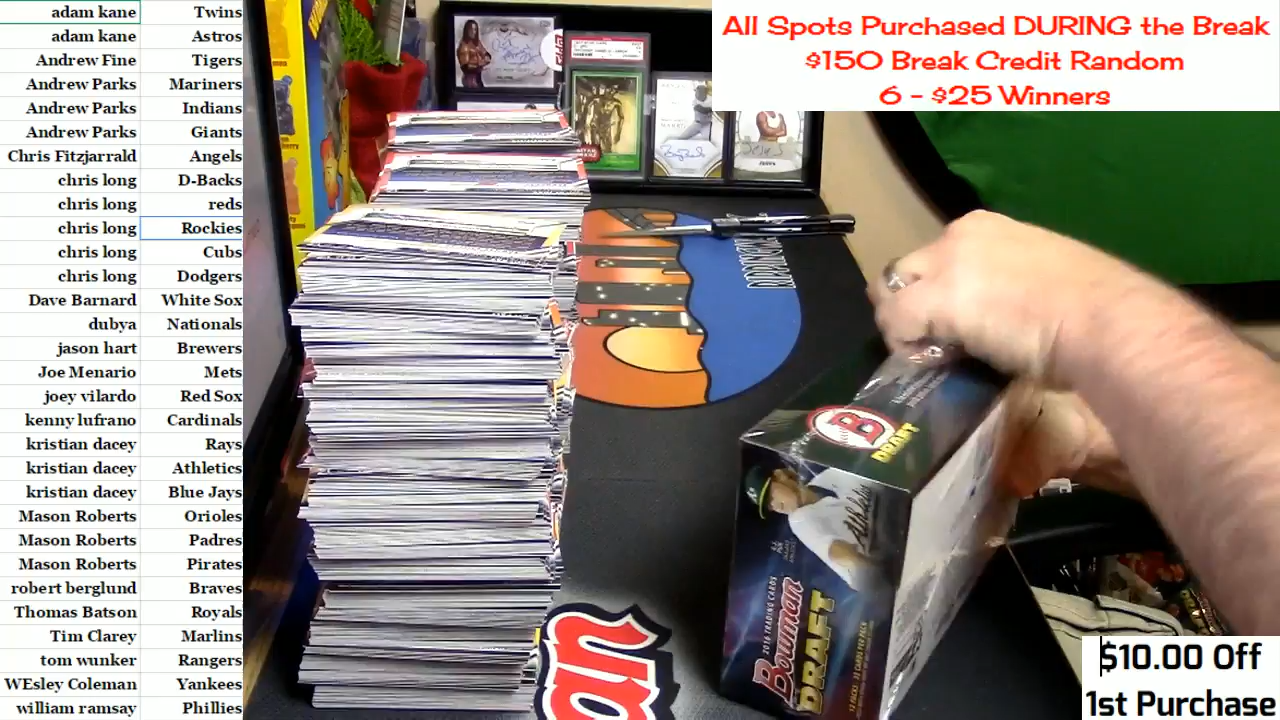 adam kane Twins
adam kane Astros
Andrew Fine Tigers
Andrew Parks Mariners
Andrew Parks Indians
Andrew Parks Giants
Chris Fitzjarrald Angels
chris long D-Backs
chris long reds
chris long Rockies
chris long Cubs
chris long Dodgers
Dave Barnard White Sox
dubya Nationals
jason hart Brewers
Joe Menario Mets
joey vilardo Red Sox
kenny lufrano Cardinals
kristian dacey Rays
kristian dacey Athletics
kristian dacey Blue Jays
Mason Roberts Orioles
Mason Roberts Padres
Mason Roberts Pirates
robert berglund Braves
Thomas Batson Royals
Tim Clarey Marlins
tom wunker Rangers
WEsley Coleman Yankees
william ramsay Phillies
All Spots Purchased DURING the Break
$150 Break Credit Random
6 - $25 Winners
B
DRAFT
Athletics
2016 TRADING CARDS
Bowman
DRAFT
$10.00 Off
1st Purchase